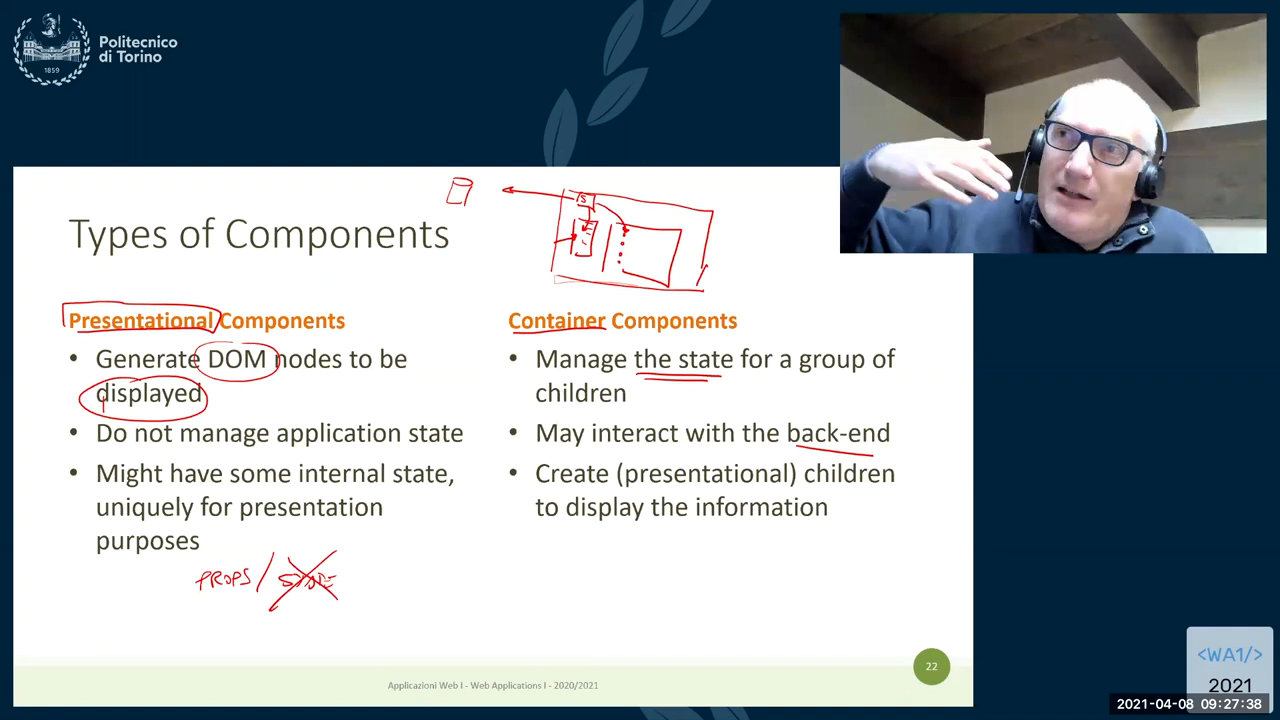 Politecnico
di Torino
1859
Types of Components
S
Presentational Components
• Generate DOM nodes to be
displayed
• Do not manage application state
• Might have some internal state,
uniquely for presentation
purposes
PROPS / STATE
Container Components
• Manage the state for a group of
children
• May interact with the back-end
• Create (presentational) children
to display the information
22
Applicazioni Web I - Web Applications I - 2020/2021
<WA1/>
2021
2021-04-08 09:27:38